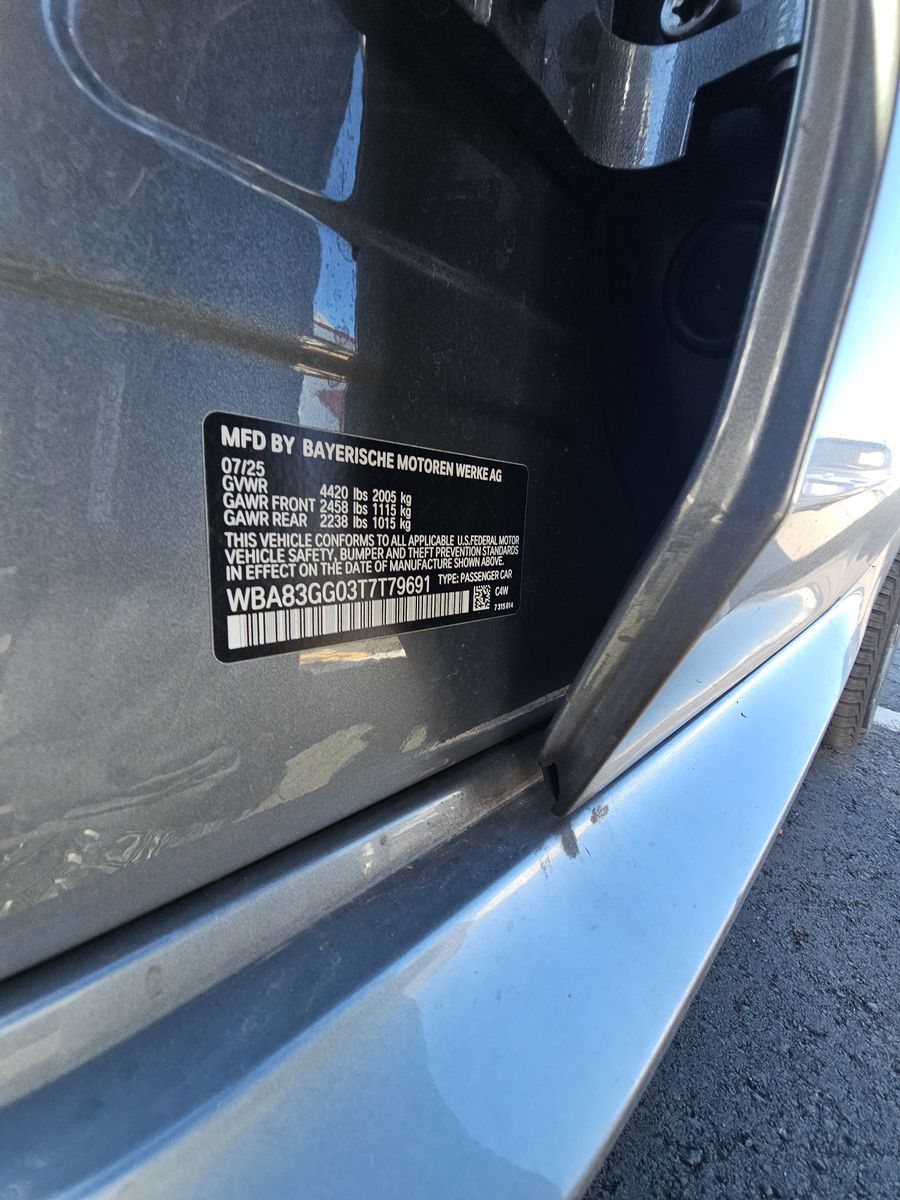 MFD BY BAYERISCHE MOTOREN WERKE AG
07/25
GVWR 4420 lbs 2005 kg
GAWR FRONT 2458 lbs 1115 kg
GAWR REAR 2238 lbs 1015 kg
THIS VEHICLE CONFORMS TO ALL APPLICABLE U.S.FEDERAL MOTOR
VEHICLE SAFETY, BUMPER AND THEFT PREVENTION STANDARDS
IN EFFECT ON THE DATE OF MANUFACTURE SHOWN ABOVE.
WBA83GG03T7T79691 TYPE: PASSENGER CAR
C4W
7 315 814